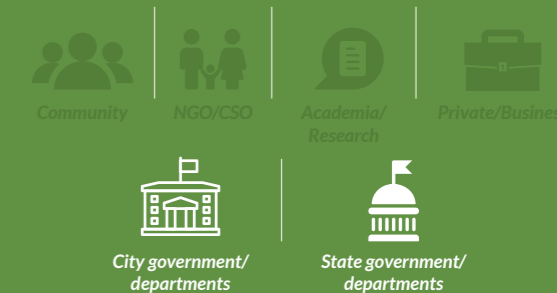 Community
NGO/CSO
Academia/
Research
Private/Busines
City government/
departments
State government/
departments